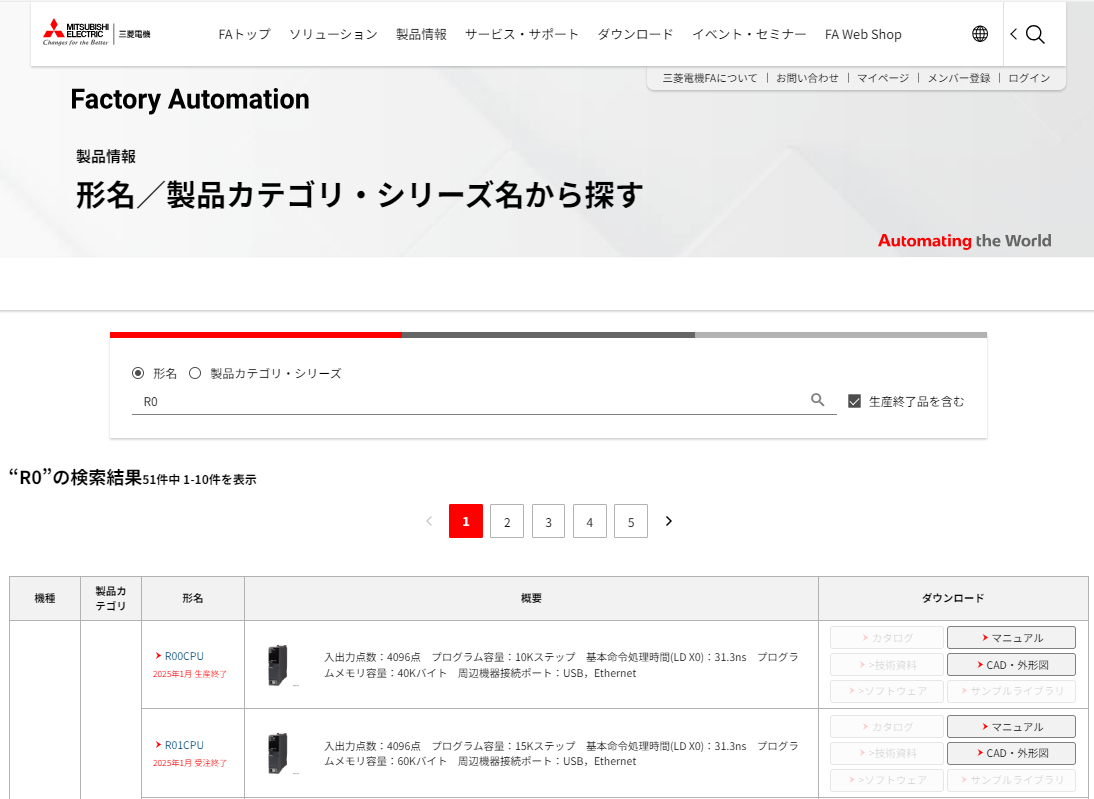 MITSUBISHI ELECTRIC
Changes for the Better
三菱電機
FAトップ ソリューション 製品情報 サービス・サポート ダウンロード イベント・セミナー FA Web Shop
三菱電機FAについて | お問い合わせ | マイページ | メンバー登録 | ログイン
Factory Automation
製品情報
形名／製品カテゴリ・シリーズ名から探す
Automating the World
形名 製品カテゴリ・シリーズ
R0
生産終了品を含む
“R0”の検索結果51件中 1-10件を表示
1 2 3 4 5
機種 製品カテゴリ 形名 概要 ダウンロード
R00CPU
2025年1月 生産終了
入出力点数：4096点　プログラム容量：10Kステップ　基本命令処理時間(LD X0)：31.3ns　プログラ
ムメモリ容量：40Kバイト　周辺機器接続ポート：USB，Ethernet
カタログ マニュアル
>技術資料 CAD・外形図
>ソフトウェア サンプルライブラリ
R01CPU
2025年1月 受注終了
入出力点数：4096点　プログラム容量：15Kステップ　基本命令処理時間(LD X0)：31.3ns　プログラ
ムメモリ容量：60Kバイト　周辺機器接続ポート：USB，Ethernet
カタログ マニュアル
>技術資料 CAD・外形図
>ソフトウェア サンプルライブラリ